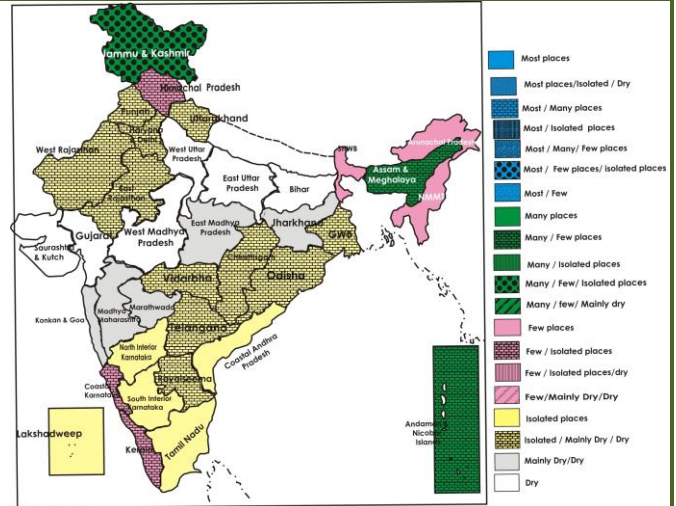 Jammu & Kashmir
Himachal Pradesh
Punjab
Uttarakhand
Haryana
Delhi
West Rajasthan
West Uttar
Pradesh
East Uttar
Pradesh
Bihar
East
Rajasthan
SHWB
Arunachal Pradesh
Assam &
Meghalaya
NMMT
Gujarat
Saurashtra
& Kutch
West Madhya
Pradesh
East Madhya
Pradesh
Jharkhand
GWB
Chhattisgarh
Odisha
Vidarbha
Konkan & Goa
Madhya
Maharashtra
Marathwada
Telangana
North Interior
Karnataka
Coastal Andhra
Pradesh
Coastal
Karnataka
Rayalseema
South Interior
Karnataka
Lakshadweep
Kerala
Tamil Nadu
Andaman &
Nicobar
Islands
Most places
Most places/Isolated / Dry
Most / Many places
Most / Isolated places
Most / Many/ Few places
Most / Few places/isolated places
Most / Few
Many places
Many / Few places
Many / Isolated places
Many / Few/ Isolated places
Many / few/ Mainly dry
Few places
Few / Isolated places
Few / Isolated places/dry
Few/Mainly Dry/Dry
Isolated places
Isolated / Mainly Dry / Dry
Mainly Dry/Dry
Dry